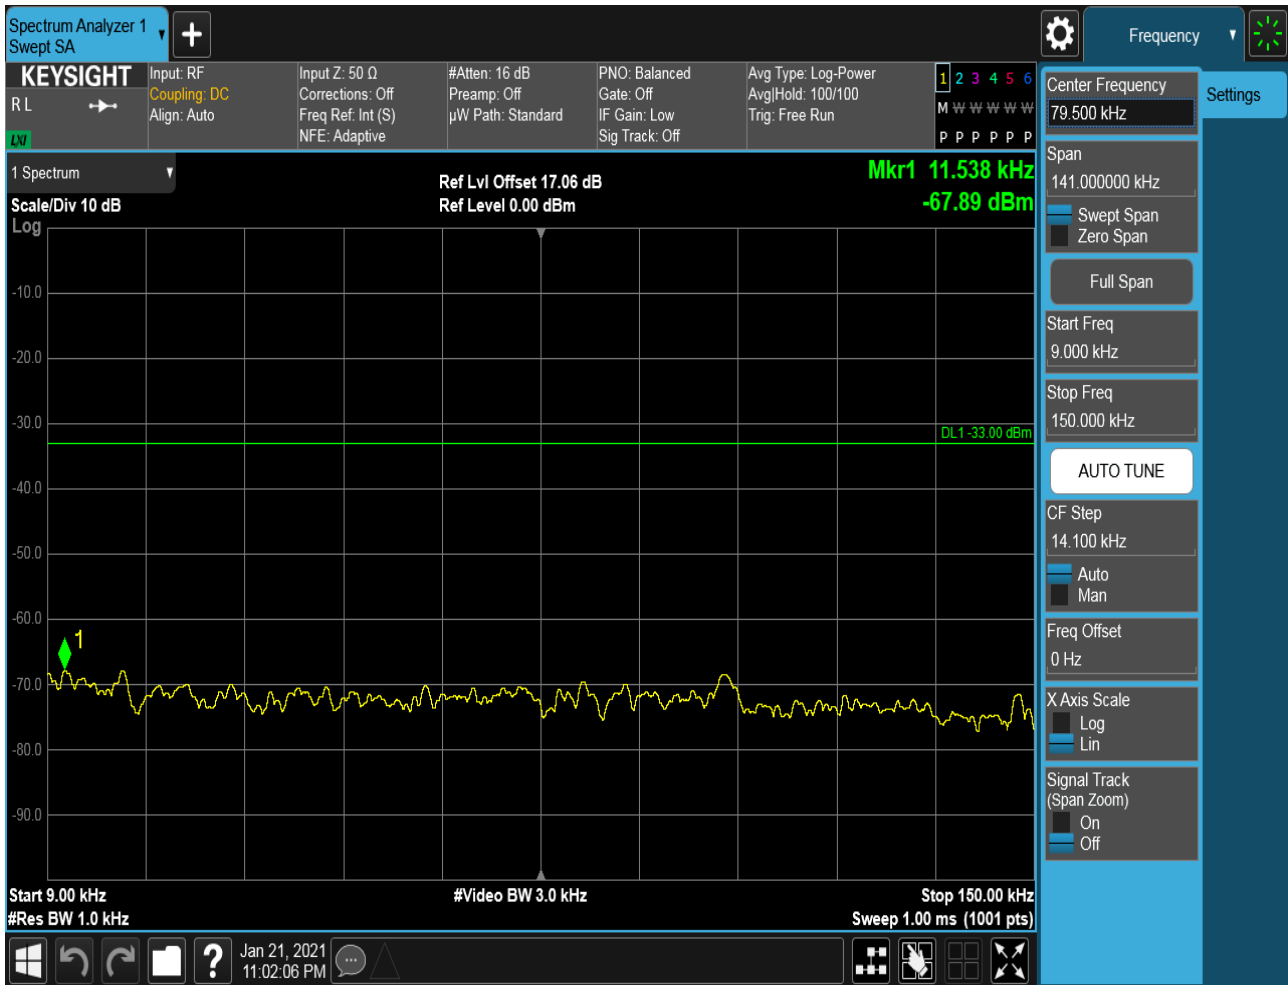 Spectrum Analyzer 1
Swept SA
Frequency
KEYSIGHT
R L
LXI
Input: RF
Coupling: DC
Align: Auto
Input Z: 50 Ω
Corrections: Off
Freq Ref: Int (S)
NFE: Adaptive
#Atten: 16 dB
Preamp: Off
µW Path: Standard
PNO: Balanced
Gate: Off
IF Gain: Low
Sig Track: Off
Avg Type: Log-Power
Avg|Hold: 100/100
Trig: Free Run
1 2 3 4 5 6
M W W W W W
P P P P P P
1 Spectrum
Scale/Div 10 dB
Log
Ref Lvl Offset 17.06 dB
Ref Level 0.00 dBm
Mkr1 11.538 kHz
-67.89 dBm
-10.0
-20.0
-30.0
DL1 -33.00 dBm
-40.0
-50.0
-60.0
1
-70.0
-80.0
-90.0
Start 9.00 kHz
#Video BW 3.0 kHz
Stop 150.00 kHz
#Res BW 1.0 kHz
Sweep 1.00 ms (1001 pts)
Center Frequency
79.500 kHz
Settings
Span
141.000000 kHz
Swept Span
Zero Span
Full Span
Start Freq
9.000 kHz
Stop Freq
150.000 kHz
AUTO TUNE
CF Step
14.100 kHz
Auto
Man
Freq Offset
0 Hz
X Axis Scale
Log
Lin
Signal Track
(Span Zoom)
On
Off
?
Jan 21, 2021
11:02:06 PM